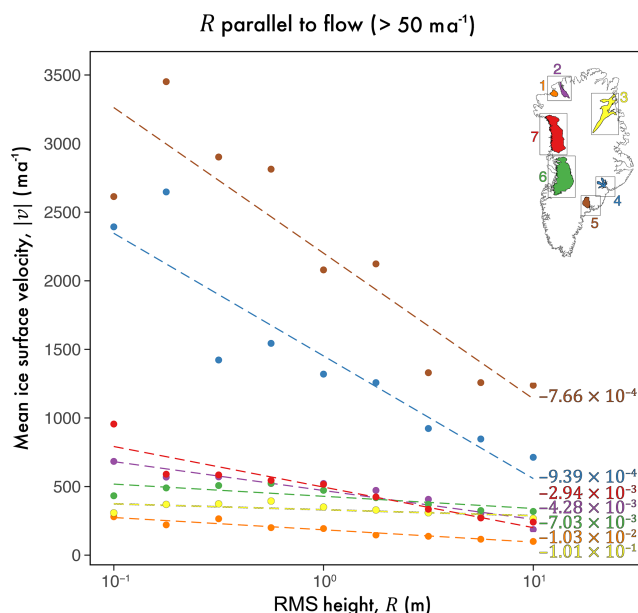 R parallel to flow (> 50 ma⁻¹)
Mean ice surface velocity, |v| (ma⁻¹)
3500
3000
2500
2000
1500
1000
500
0
10⁻¹
10⁰
10¹
RMS height, R (m)
1
2
3
7
6
4
5
−7.66 × 10⁻⁴
−9.39 × 10⁻⁴
−2.94 × 10⁻³
−4.28 × 10⁻³
−7.03 × 10⁻³
−1.03 × 10⁻²
−1.01 × 10⁻¹